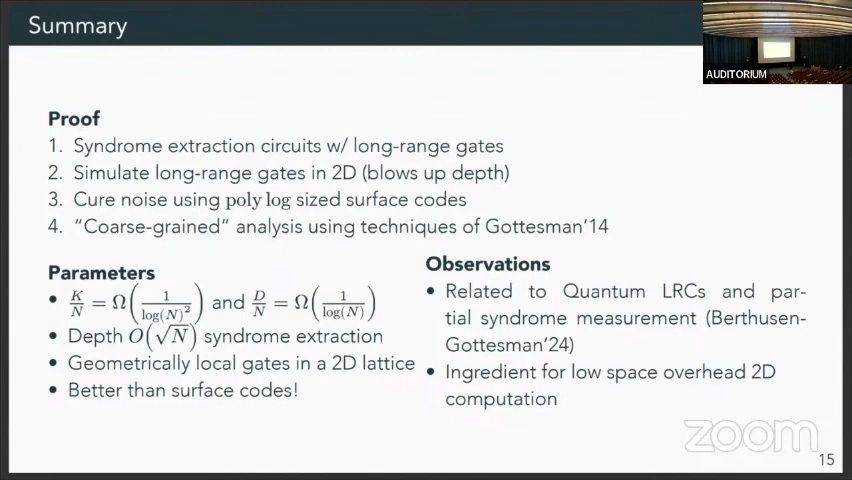 Summary
AUDITORIUM
Proof
1. Syndrome extraction circuits w/ long-range gates
2. Simulate long-range gates in 2D (blows up depth)
3. Cure noise using poly log sized surface codes
4. “Coarse-grained” analysis using techniques of Gottesman’14
Parameters
• K/N = Ω(1/log(N)²) and D/N = Ω(1/log(N))
• Depth O(√N) syndrome extraction
• Geometrically local gates in a 2D lattice
• Better than surface codes!
Observations
• Related to Quantum LRCs and par-
tial syndrome measurement (Berthusen-
Gottesman’24)
• Ingredient for low space overhead 2D
computation
zoom
15